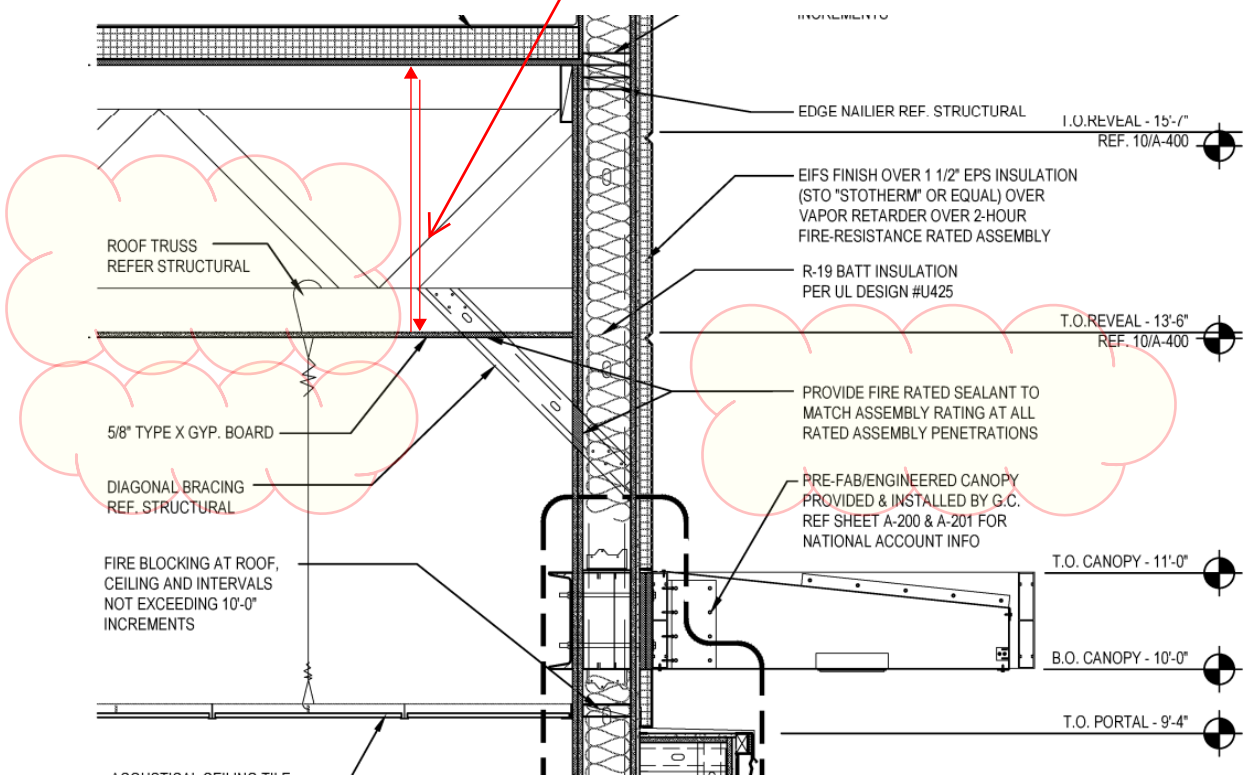 INCREMENTS
EDGE NAILIER REF. STRUCTURAL
T.O.REVEAL - 15'-7"
REF. 10/A-400
EIFS FINISH OVER 1 1/2" EPS INSULATION
(STO "STOTHERM" OR EQUAL) OVER
VAPOR RETARDER OVER 2-HOUR
FIRE-RESISTANCE RATED ASSEMBLY
ROOF TRUSS
REFER STRUCTURAL
R-19 BATT INSULATION
PER UL DESIGN #U425
T.O.REVEAL - 13'-6"
REF. 10/A-400
PROVIDE FIRE RATED SEALANT TO
MATCH ASSEMBLY RATING AT ALL
RATED ASSEMBLY PENETRATIONS
5/8" TYPE X GYP. BOARD
DIAGONAL BRACING
REF. STRUCTURAL
PRE-FAB/ENGINEERED CANOPY
PROVIDED & INSTALLED BY G.C.
REF SHEET A-200 & A-201 FOR
NATIONAL ACCOUNT INFO
FIRE BLOCKING AT ROOF,
CEILING AND INTERVALS
NOT EXCEEDING 10'-0"
INCREMENTS
T.O. CANOPY - 11'-0"
B.O. CANOPY - 10'-0"
T.O. PORTAL - 9'-4"
ACOUSTICAL CEILING TILE